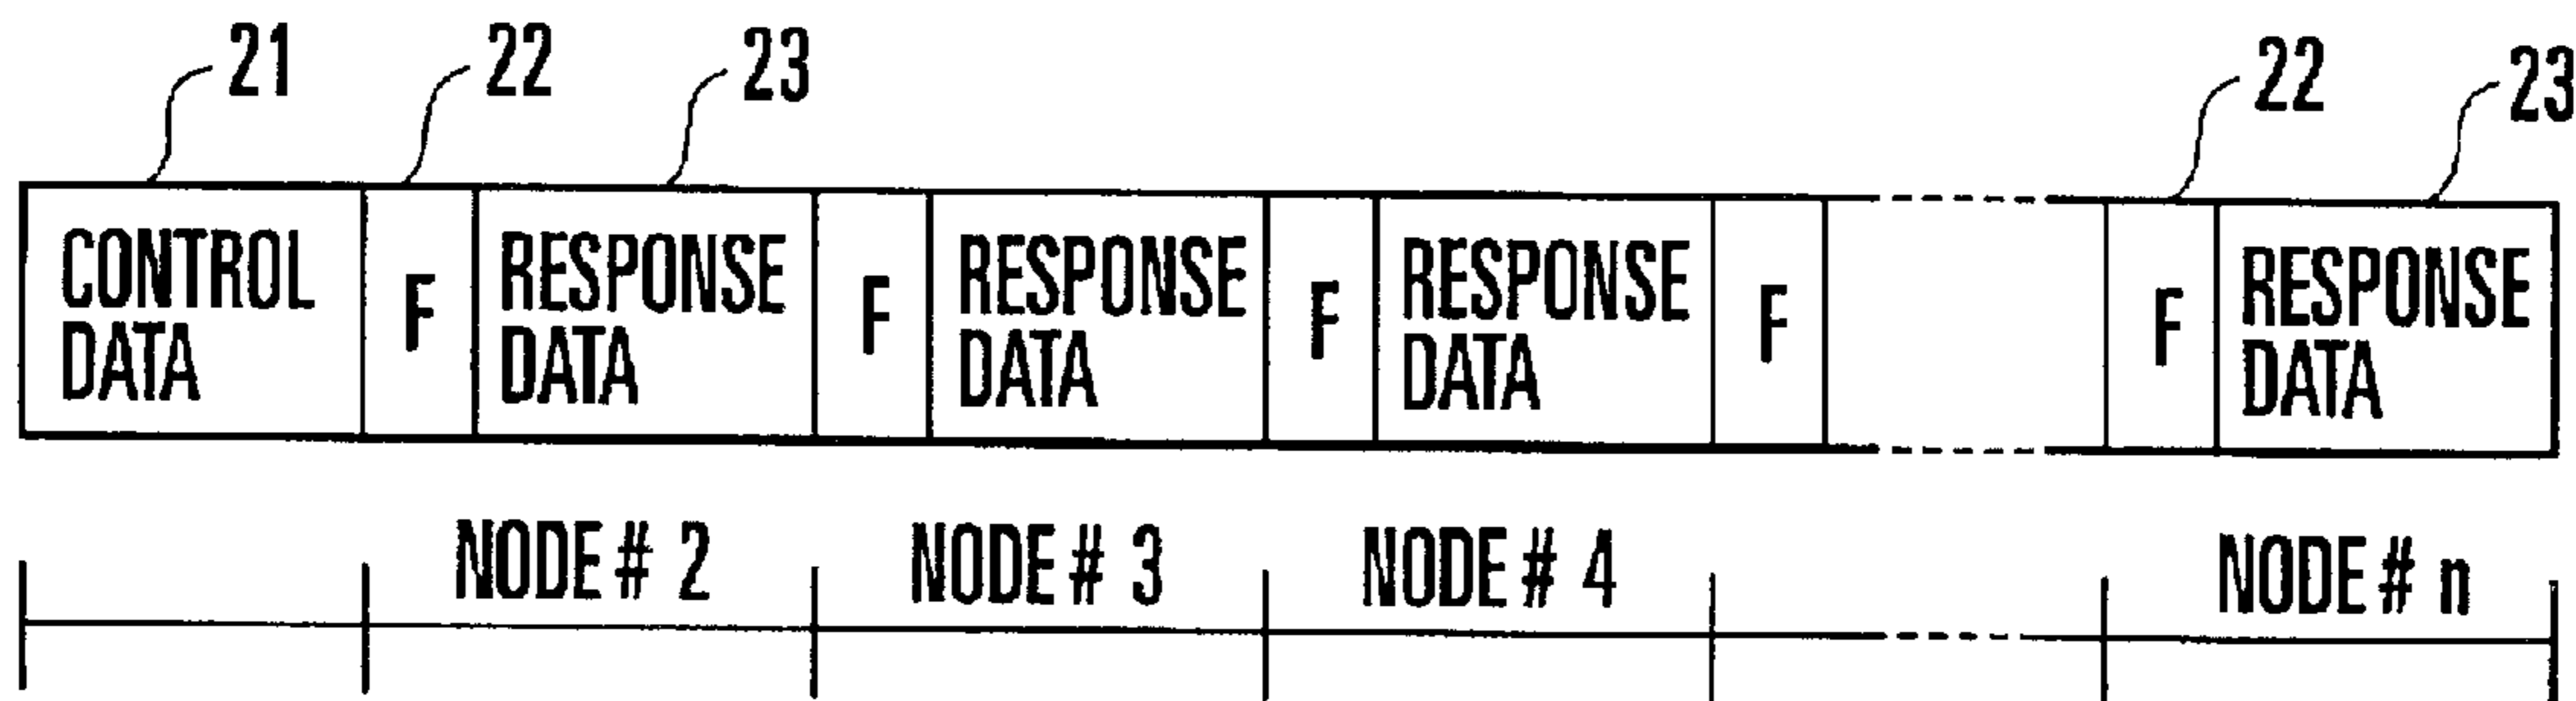 21 22 23 22 23
CONTROL DATA F RESPONSE DATA F RESPONSE DATA F RESPONSE DATA F F RESPONSE DATA
NODE # 2 NODE # 3 NODE # 4 NODE # n